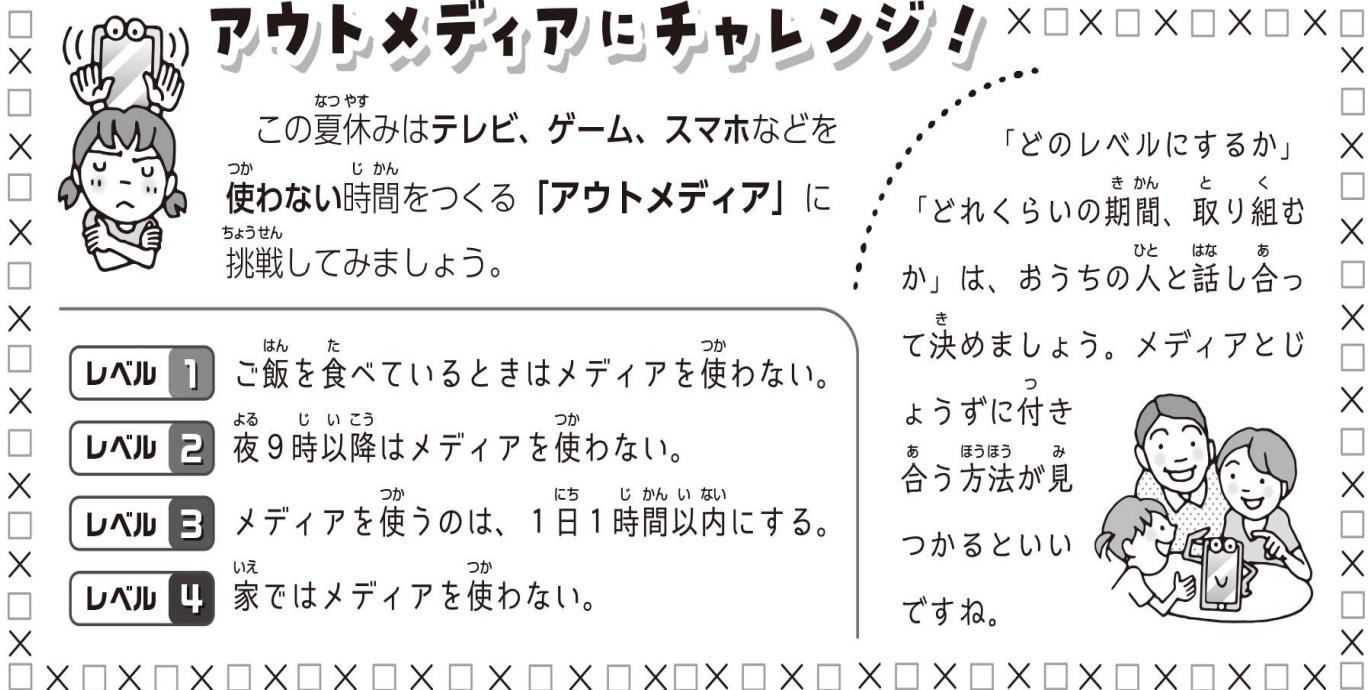 アウトメディアにチャレンジ！
この夏休みはテレビ、ゲーム、スマホなどを
使わない時間をつくる「アウトメディア」に
挑戦してみましょう。
レベル 1 ご飯を食べているときはメディアを使わない。
レベル 2 夜9時以降はメディアを使わない。
レベル 3 メディアを使うのは、1日1時間以内にする。
レベル 4 家ではメディアを使わない。
「どのレベルにするか」
「どれくらいの期間、取り組む
か」は、おうちの人と話し合っ
て決めましょう。メディアとじ
ょうずに付き
合う方法が見
つかるといい
ですね。